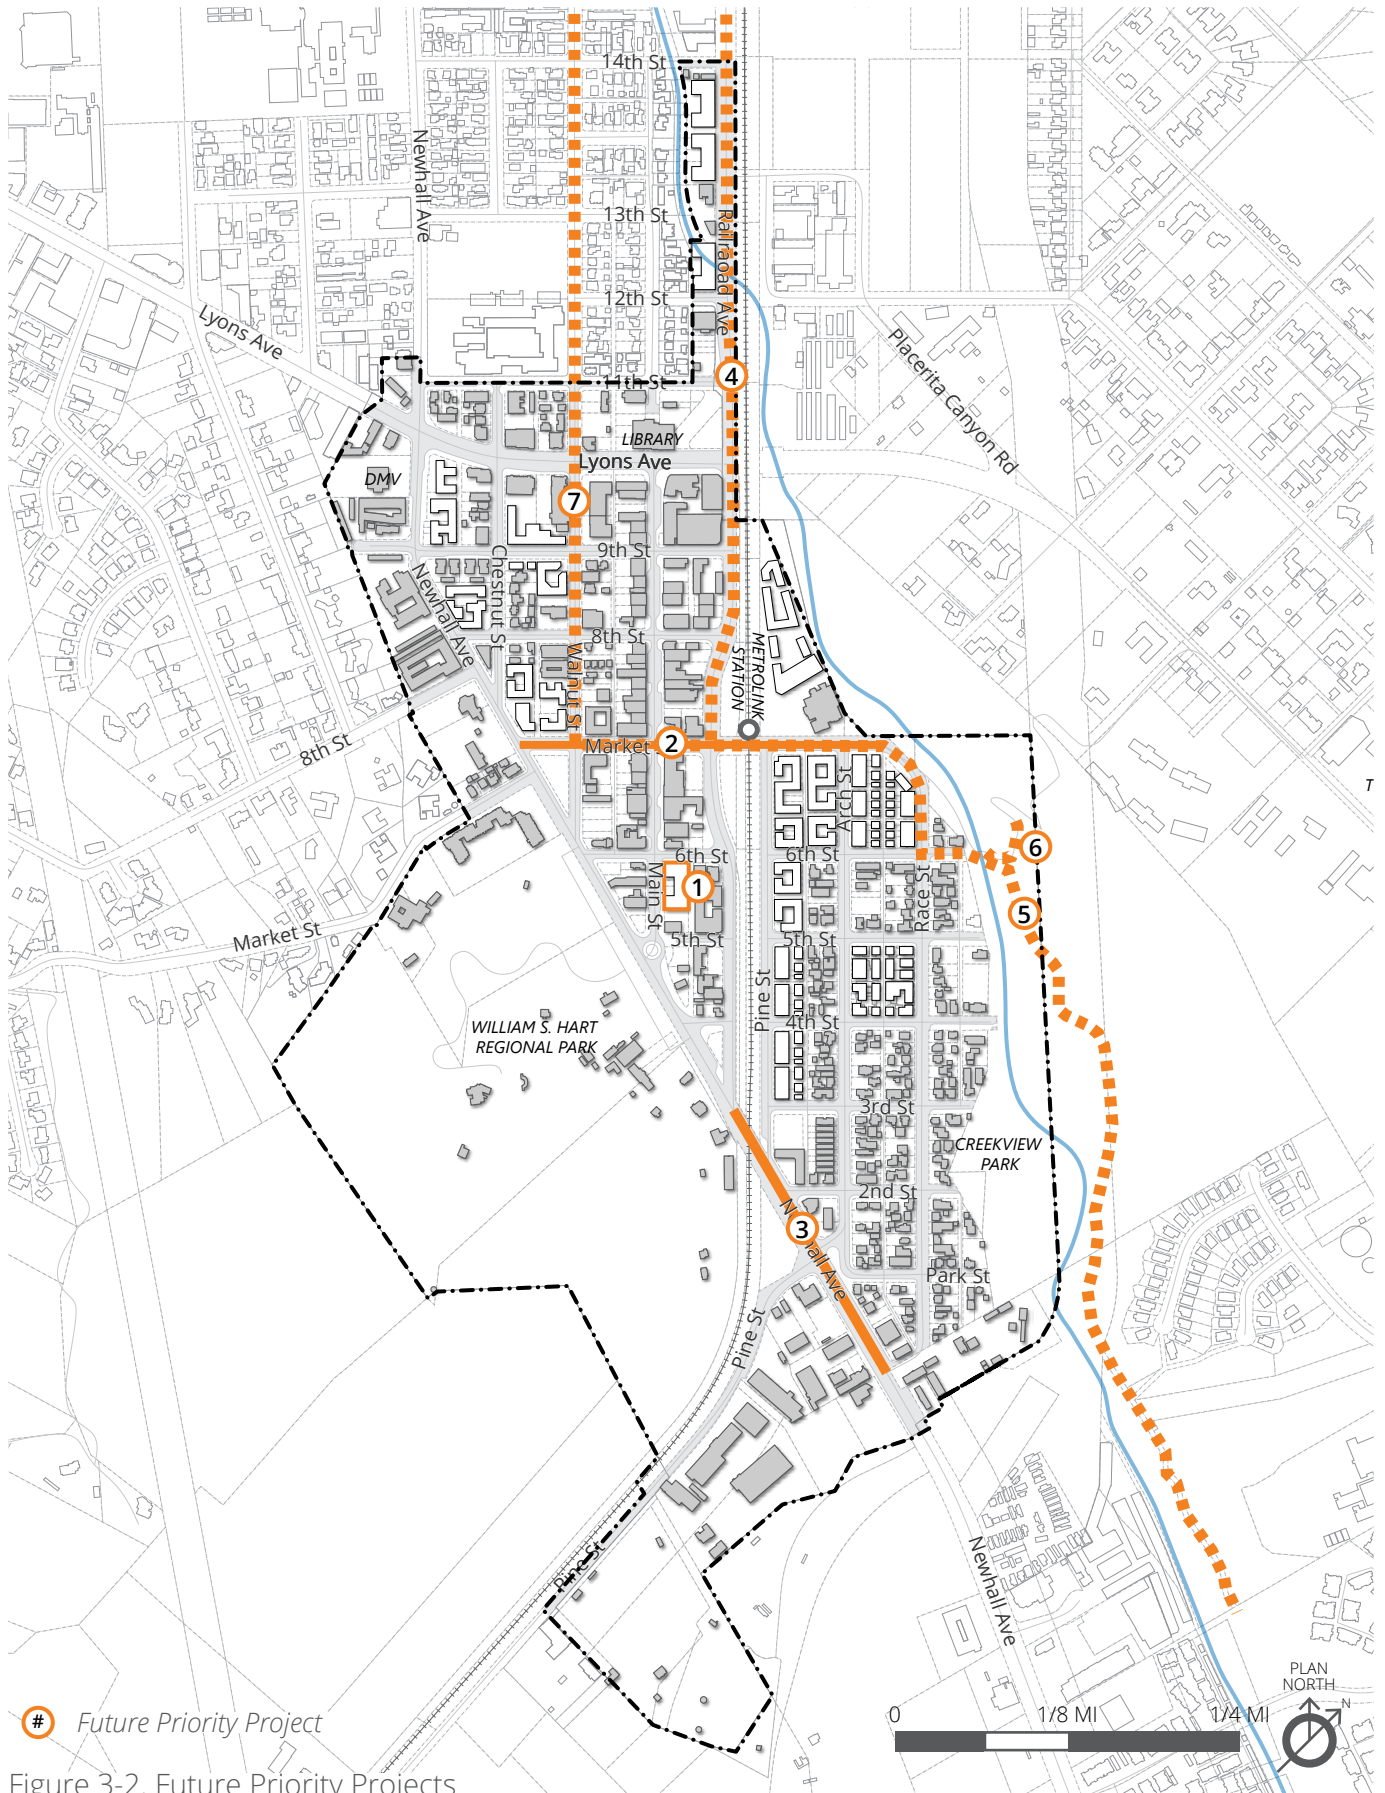 14th St
Newhall Ave
13th St
Railraoad Ave
12th St
Lyons Ave
Placerita Canyon Rd
4
11th St
LIBRARY
Lyons Ave
DMV
7
9th St
Chestnut St
Newhall Ave
8th St
Walnut St
METROLINK
STATION
8th St
Market
2
Arch St
T
6th St
6th St
6
Main St
1
Race St
5
Market St
5th St
5th St
Pine St
4th St
WILLIAM S. HART
REGIONAL PARK
3rd St
CREEKVIEW
PARK
2nd St
3
Newhall Ave
Park St
Pine St
Pine St
Newhall Ave
PLAN
NORTH
N
# Future Priority Project
0 1/8 MI 1/4 MI
Figure 3-2. Future Priority Projects